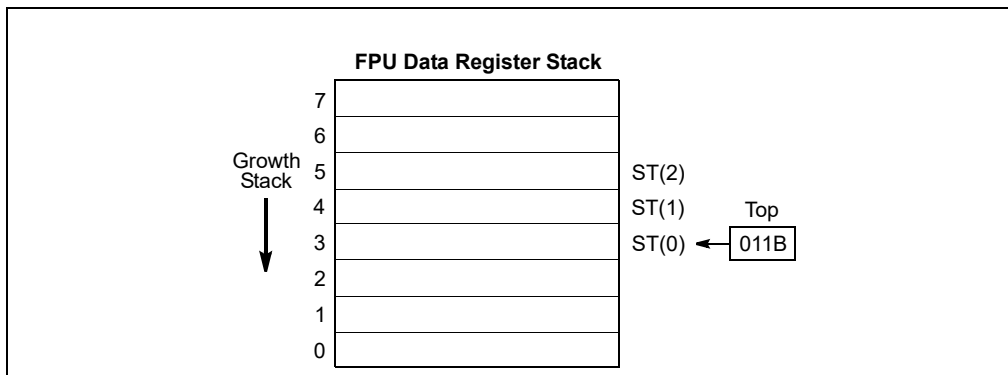 FPU Data Register Stack
7
6
Growth
Stack
5
ST(2)
4
ST(1)
Top
3
ST(0)
011B
2
1
0